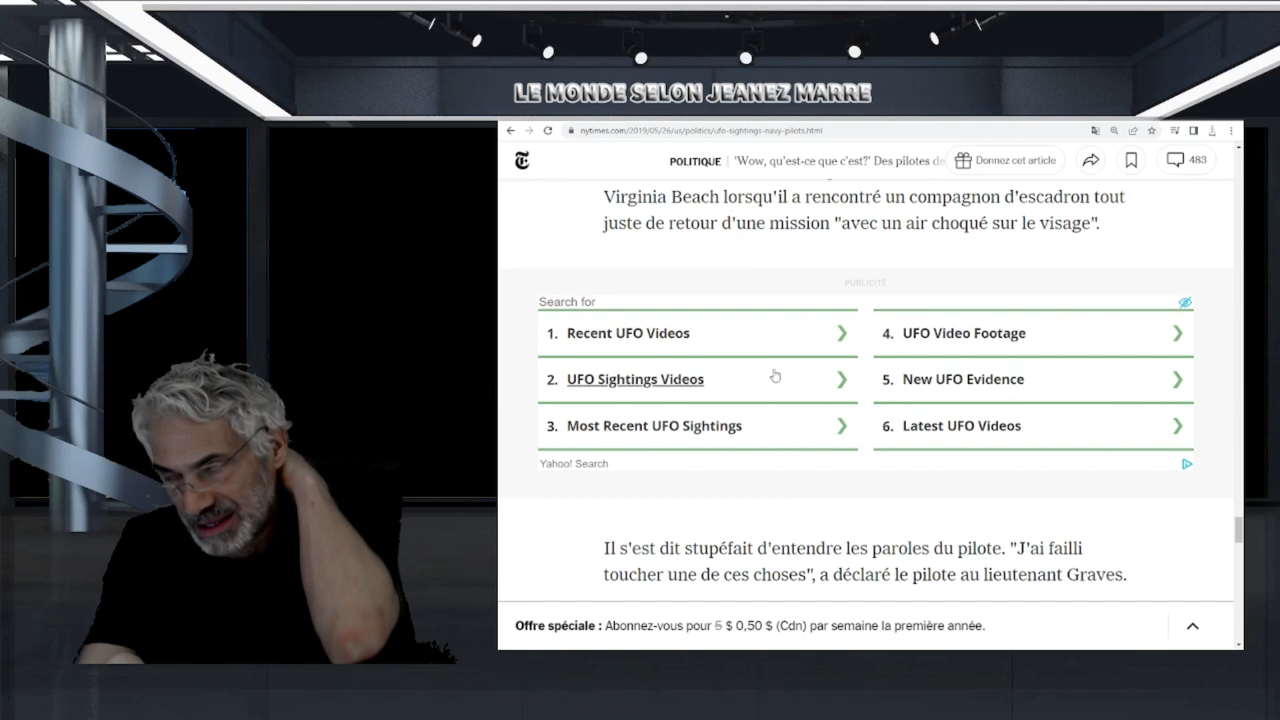 LE MONDE SELON JEANEZ MARRE
nytimes.com/2019/05/26/us/politics/ufo-sightings-navy-pilots.html
POLITIQUE | 'Wow, qu'est-ce que c'est?' Des pilotes de
Donnez cet article
483
Virginia Beach lorsqu'il a rencontré un compagnon d'escadron tout
juste de retour d'une mission "avec un air choqué sur le visage".
PUBLICITÉ
Search for
1. Recent UFO Videos
4. UFO Video Footage
2. UFO Sightings Videos
5. New UFO Evidence
3. Most Recent UFO Sightings
6. Latest UFO Videos
Yahoo! Search
Il s'est dit stupéfait d'entendre les paroles du pilote. "J'ai failli
toucher une de ces choses", a déclaré le pilote au lieutenant Graves.
Offre spéciale : Abonnez-vous pour 5 $ 0,50 $ (Cdn) par semaine la première année.